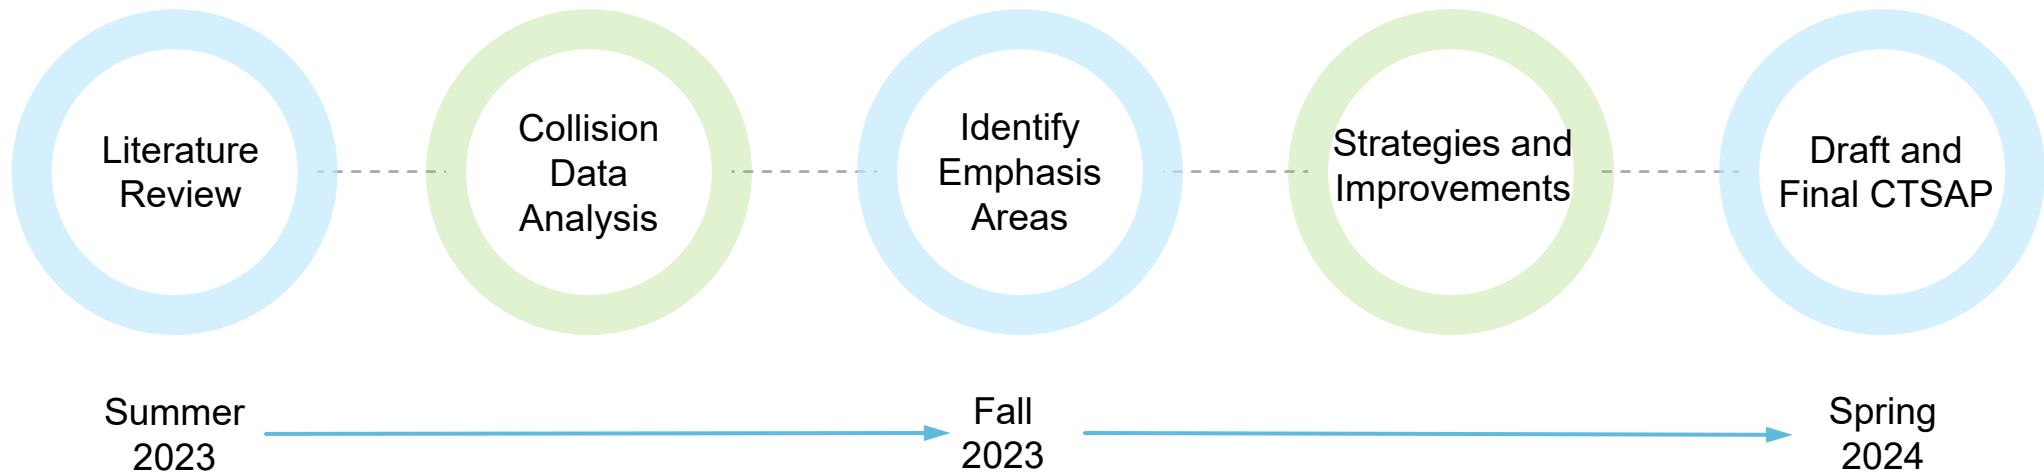 Literature
Review
Collision
Data
Analysis
Identify
Emphasis
Areas
Strategies and
Improvements
Draft and
Final CTSAP
Summer
2023
Fall
2023
Spring
2024